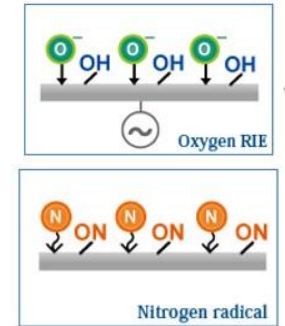 O⁻ OH O⁻ OH O⁻ OH
~
Oxygen RIE
N ON N ON N ON
Nitrogen radical